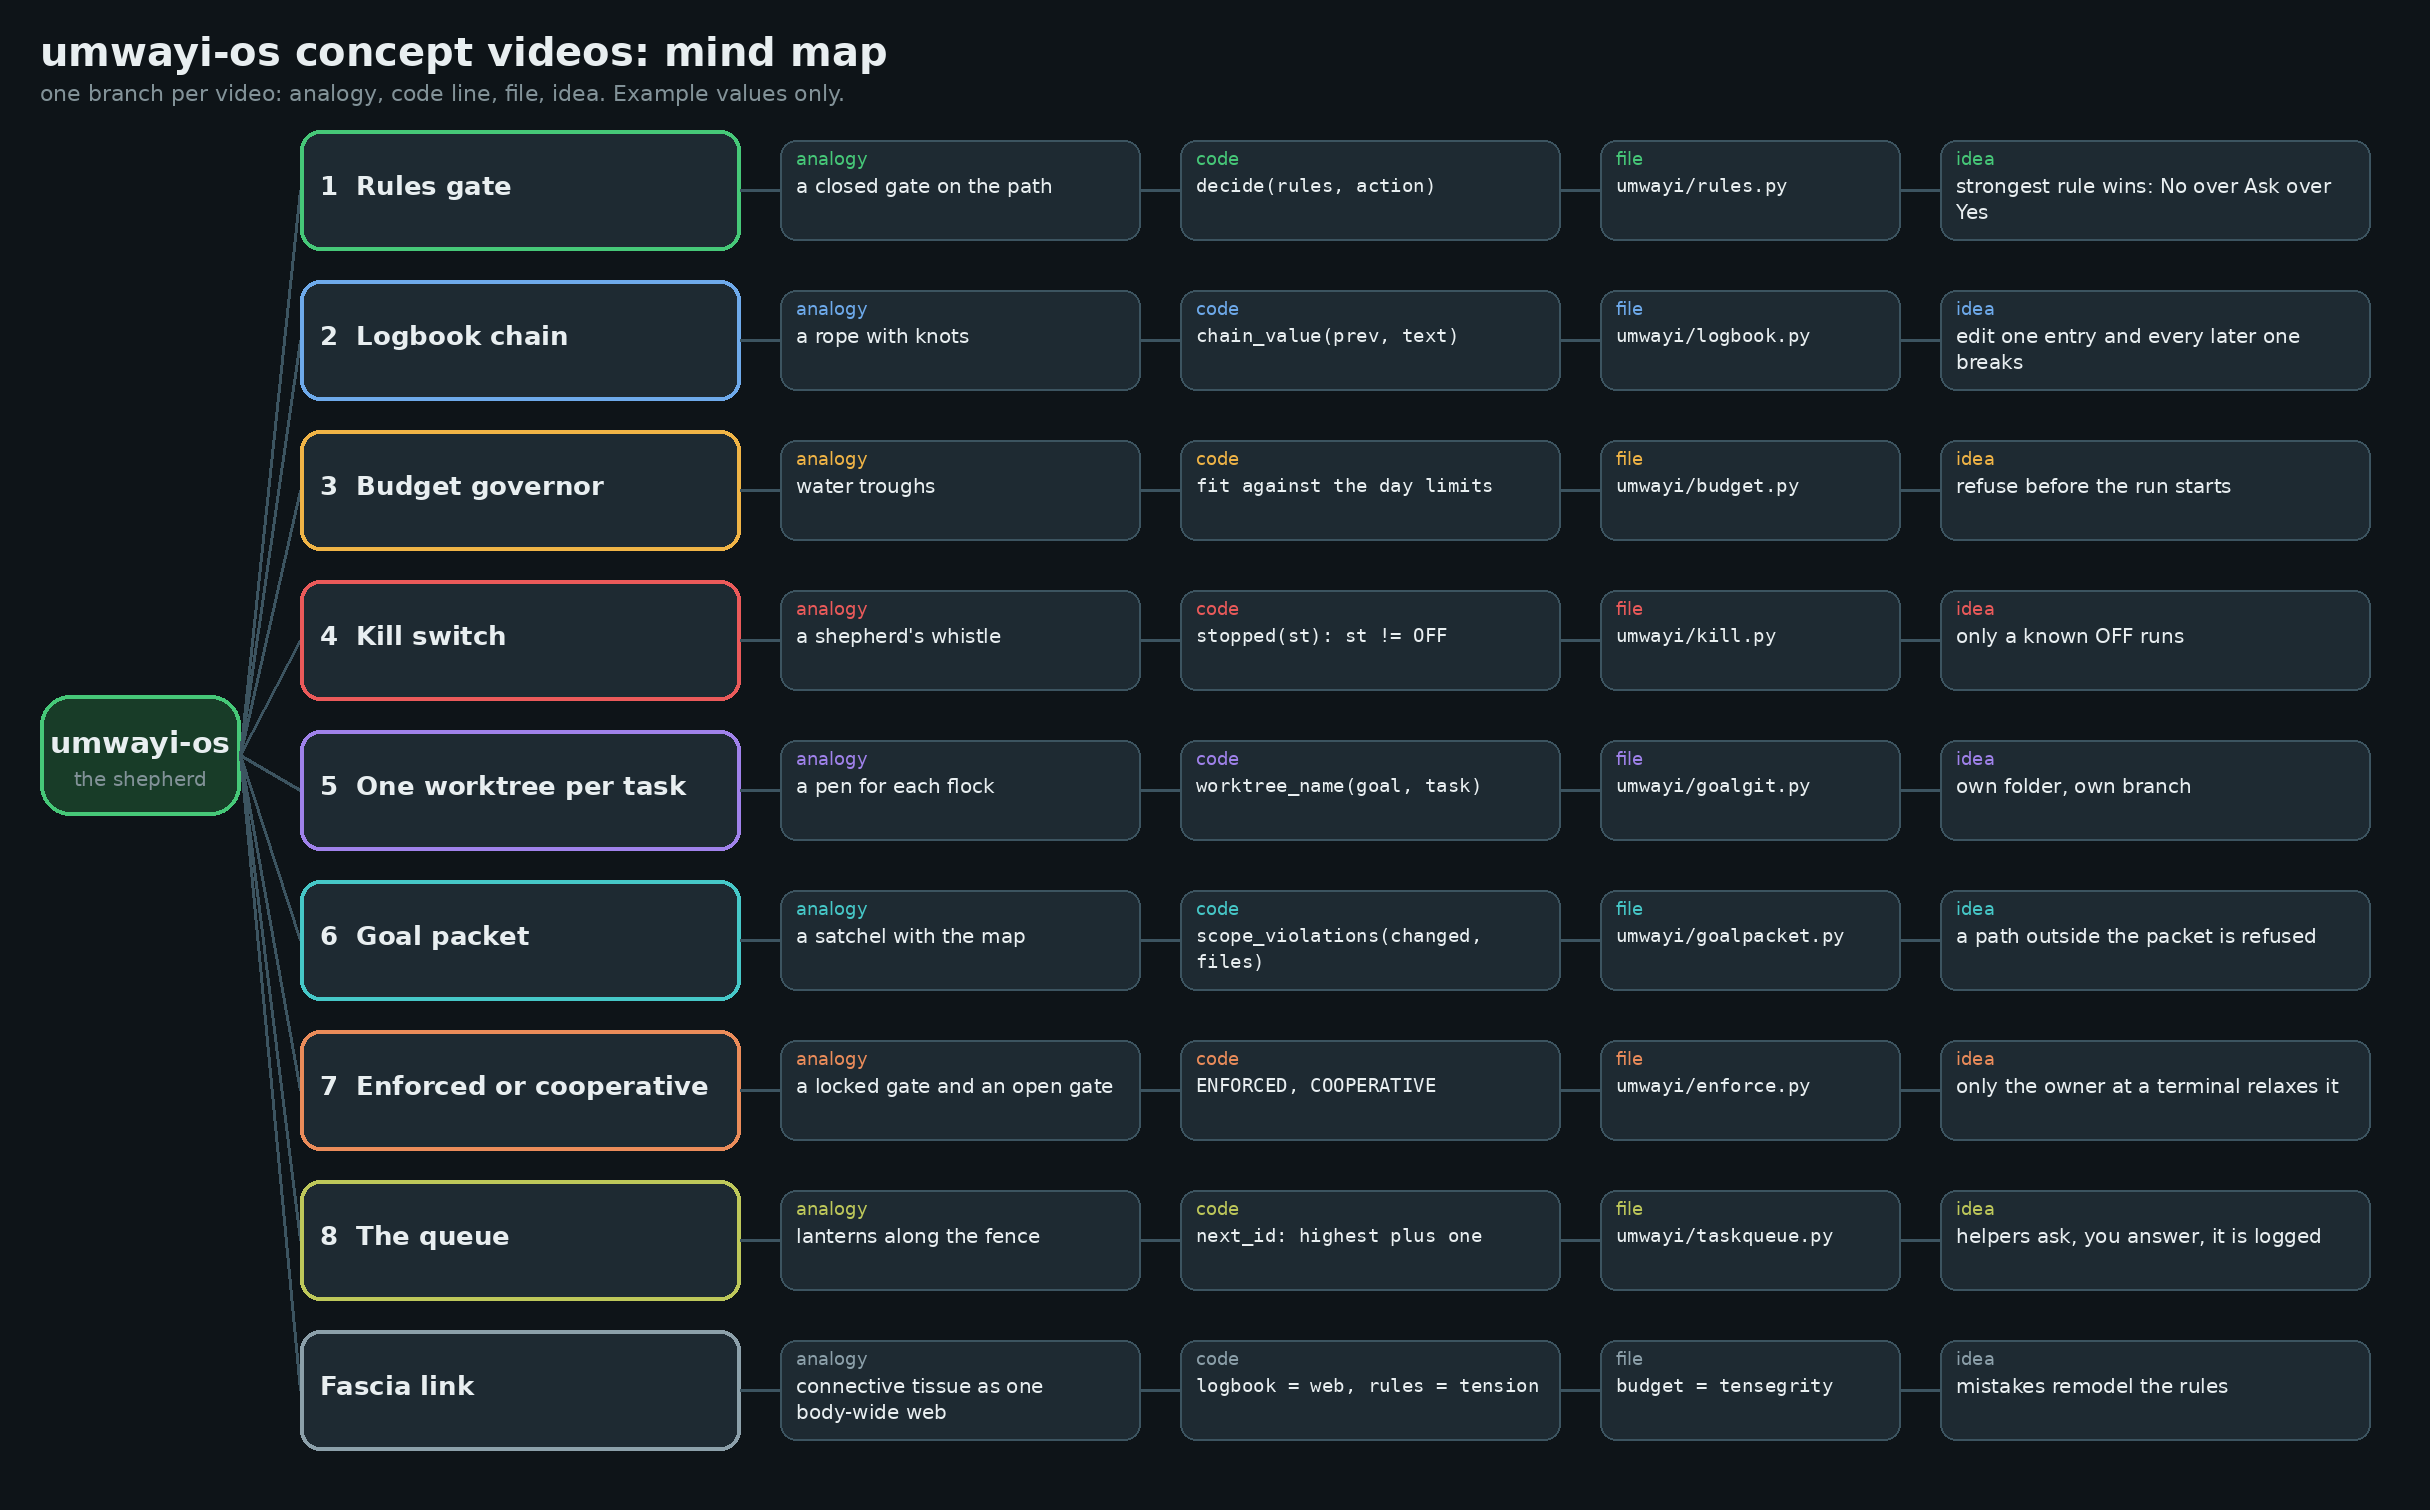 umwayi-os concept videos: mind map
one branch per video: analogy, code line, file, idea. Example values only.
umwayi-os
the shepherd
1 Rules gate
analogy
a closed gate on the path
code
decide(rules, action)
file
umwayi/rules.py
idea
strongest rule wins: No over Ask over
Yes
2 Logbook chain
analogy
a rope with knots
code
chain_value(prev, text)
file
umwayi/logbook.py
idea
edit one entry and every later one
breaks
3 Budget governor
analogy
water troughs
code
fit against the day limits
file
umwayi/budget.py
idea
refuse before the run starts
4 Kill switch
analogy
a shepherd's whistle
code
stopped(st): st != OFF
file
umwayi/kill.py
idea
only a known OFF runs
5 One worktree per task
analogy
a pen for each flock
code
worktree_name(goal, task)
file
umwayi/goalgit.py
idea
own folder, own branch
6 Goal packet
analogy
a satchel with the map
code
scope_violations(changed,
files)
file
umwayi/goalpacket.py
idea
a path outside the packet is refused
7 Enforced or cooperative
analogy
a locked gate and an open gate
code
ENFORCED, COOPERATIVE
file
umwayi/enforce.py
idea
only the owner at a terminal relaxes it
8 The queue
analogy
lanterns along the fence
code
next_id: highest plus one
file
umwayi/taskqueue.py
idea
helpers ask, you answer, it is logged
Fascia link
analogy
connective tissue as one
body-wide web
code
logbook = web, rules = tension
file
budget = tensegrity
idea
mistakes remodel the rules